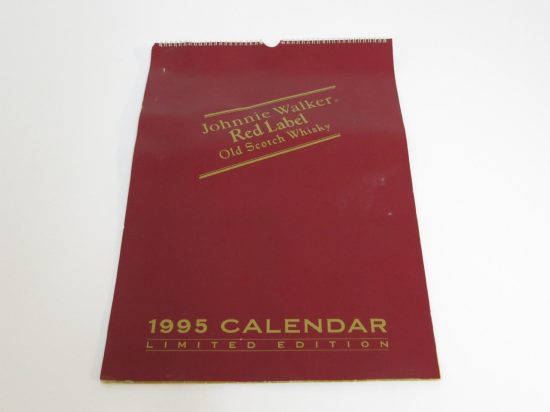 Johnnie Walker®
Red Label
Old Scotch Whisky
1995 CALENDAR
LIMITED EDITION